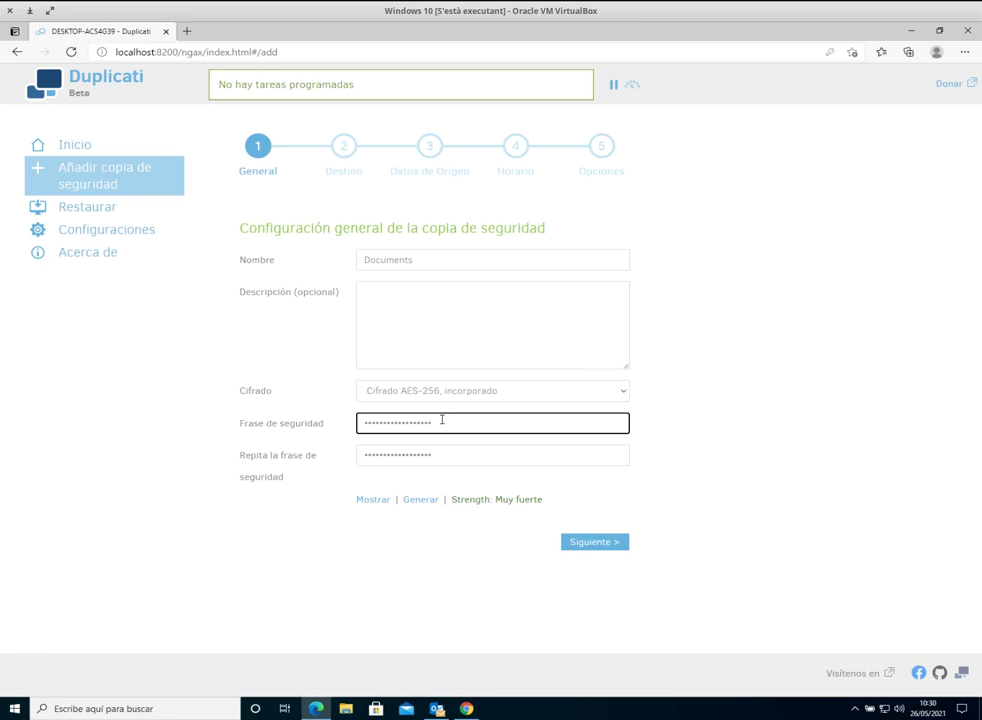 Windows 10 [S'està executant] - Oracle VM VirtualBox
DESKTOP-ACS4G39 - Duplicati
localhost:8200/ngax/index.html#/add
Duplicati
Beta
No hay tareas programadas
Donar
Inicio
Añadir copia de
seguridad
Restaurar
Configuraciones
Acerca de
1
2
3
4
5
General
Destino
Datos de Origen
Horario
Opciones
Configuración general de la copia de seguridad
Nombre
Documents
Descripción (opcional)
Cifrado
Cifrado AES-256, incorporado
Frase de seguridad
Repita la frase de
seguridad
Mostrar | Generar | Strength: Muy fuerte
Siguiente >
Visítenos en
Escribe aquí para buscar
10:30
26/05/2021